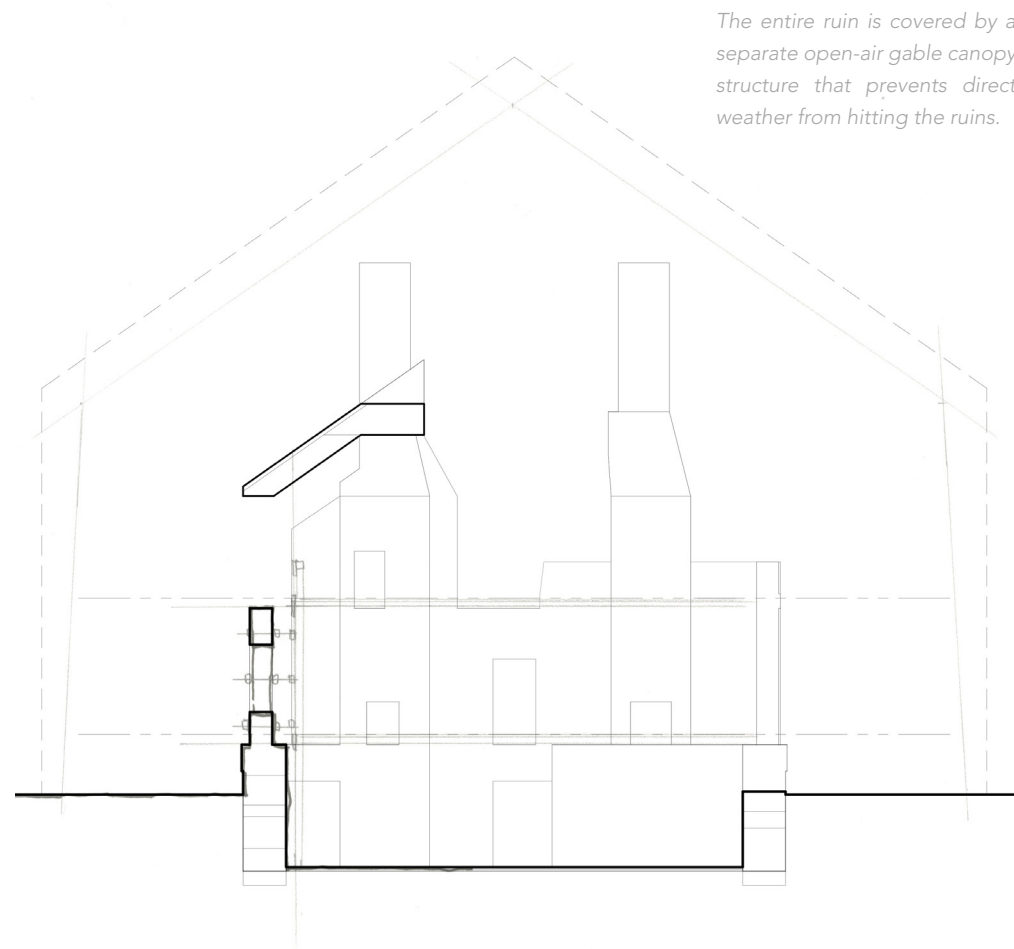 The entire ruin is covered by a
separate open-air gable canopy
structure that prevents direct
weather from hitting the ruins.